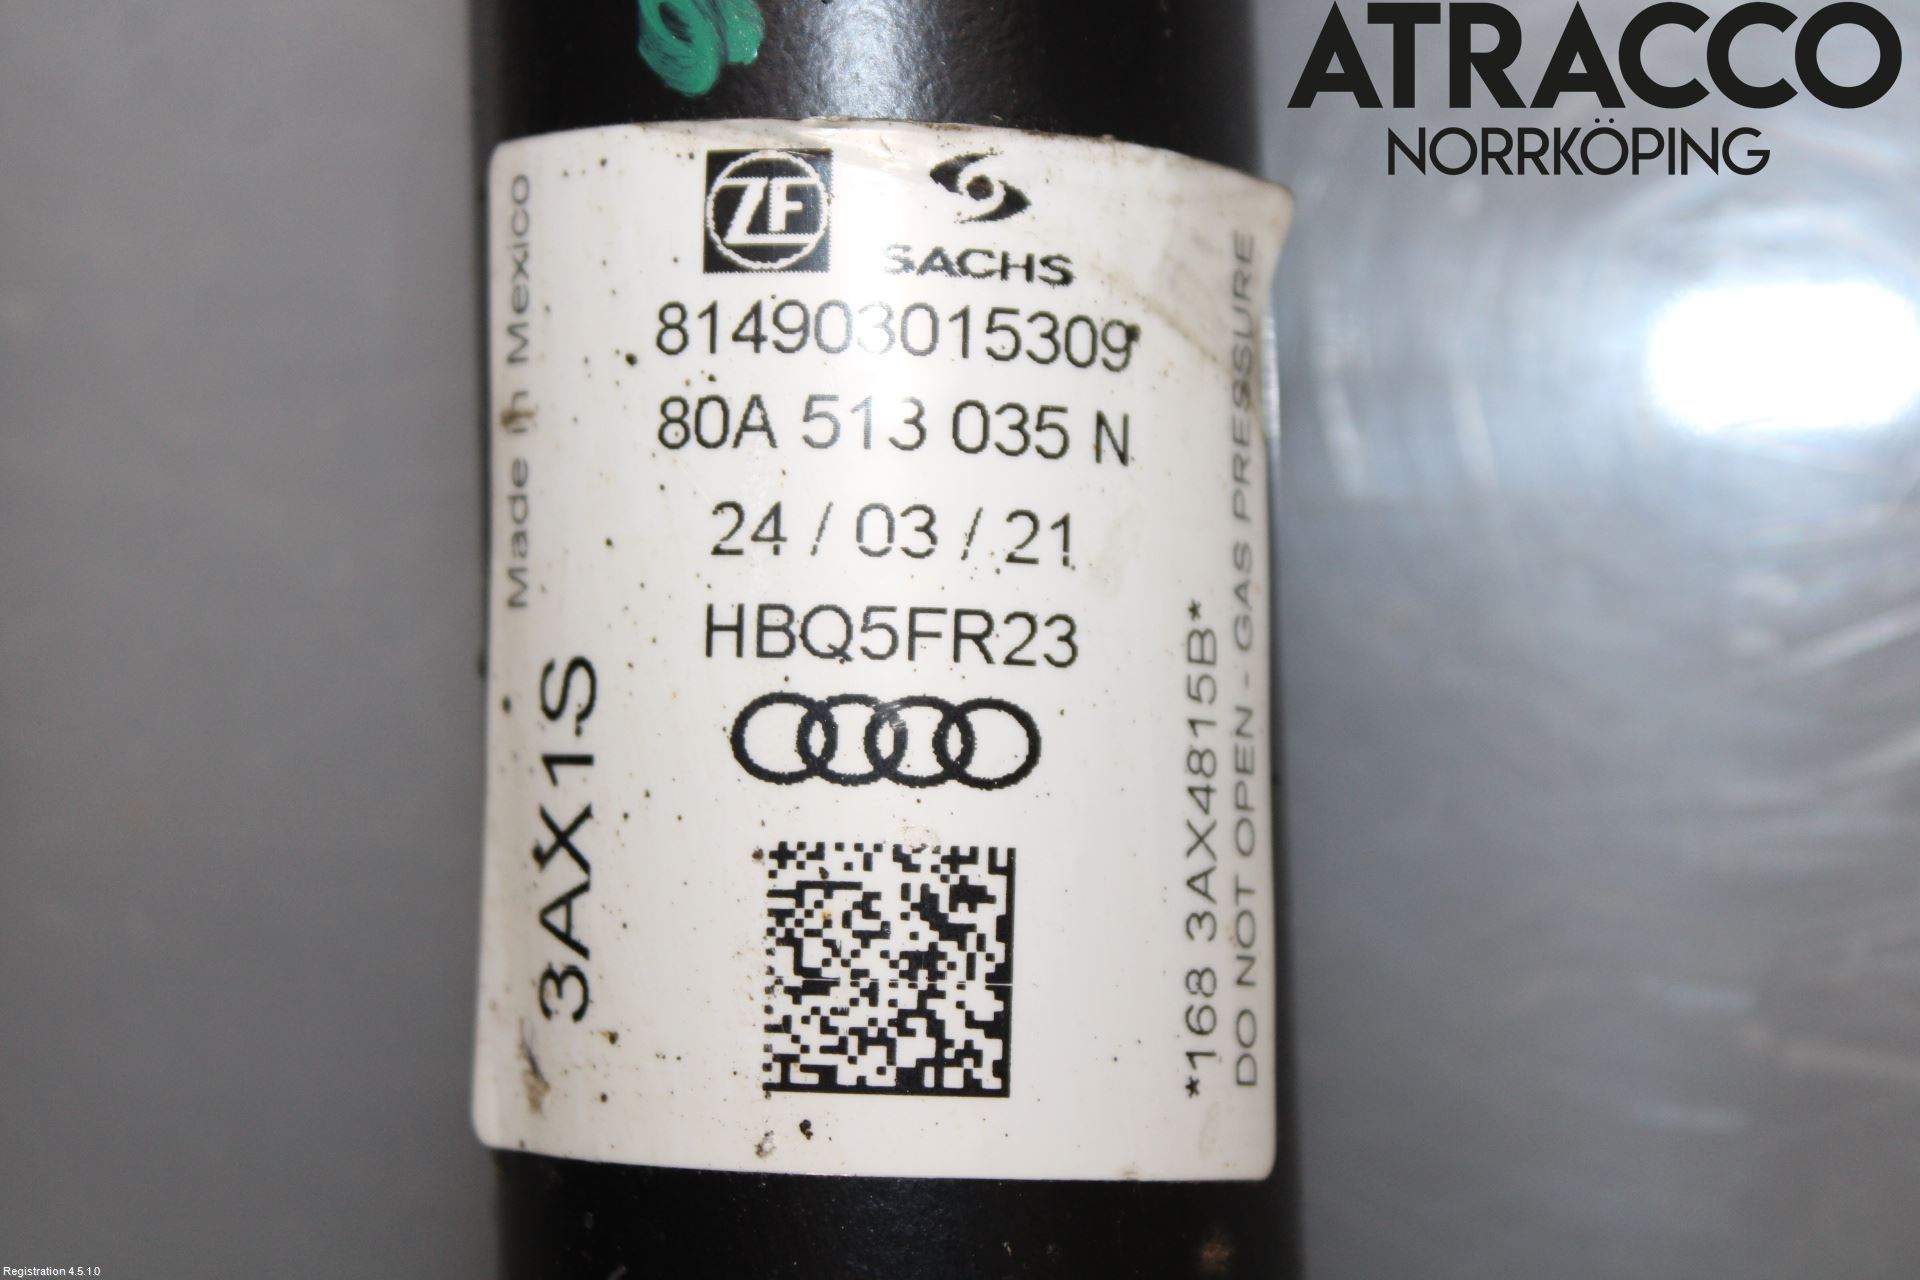 ATRACCO
NORRKÖPING
ZF
SACHS
814903015309
80A 513 035 N
24 / 03 / 21
HBQ5FR23
Made in Mexico
3AX1S
*168 3AX4815B*
DO NOT OPEN - GAS PRESSURE
Registration 4.5.1.0